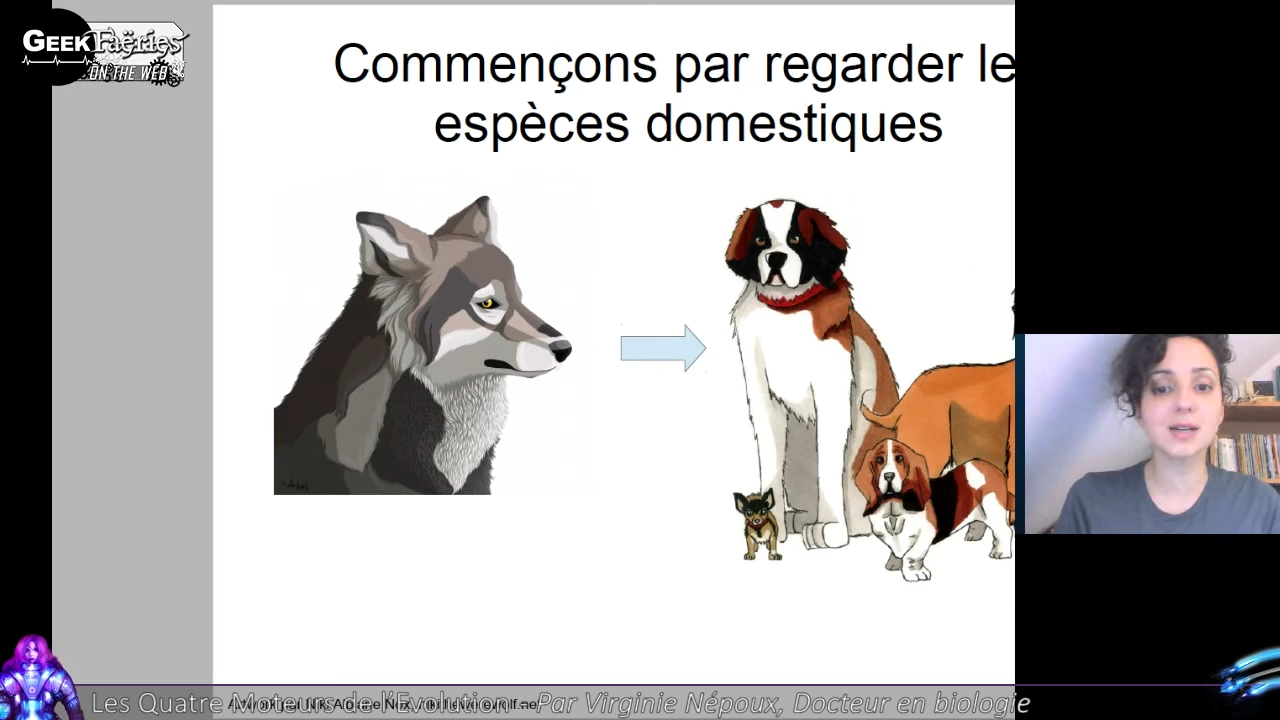 GEEK Faëries
ON THE WEB
Commençons par regarder le
espèces domestiques
Les Quatre Moteurs de l'Evolution - Par Virginie Népoux, Docteur en biologie